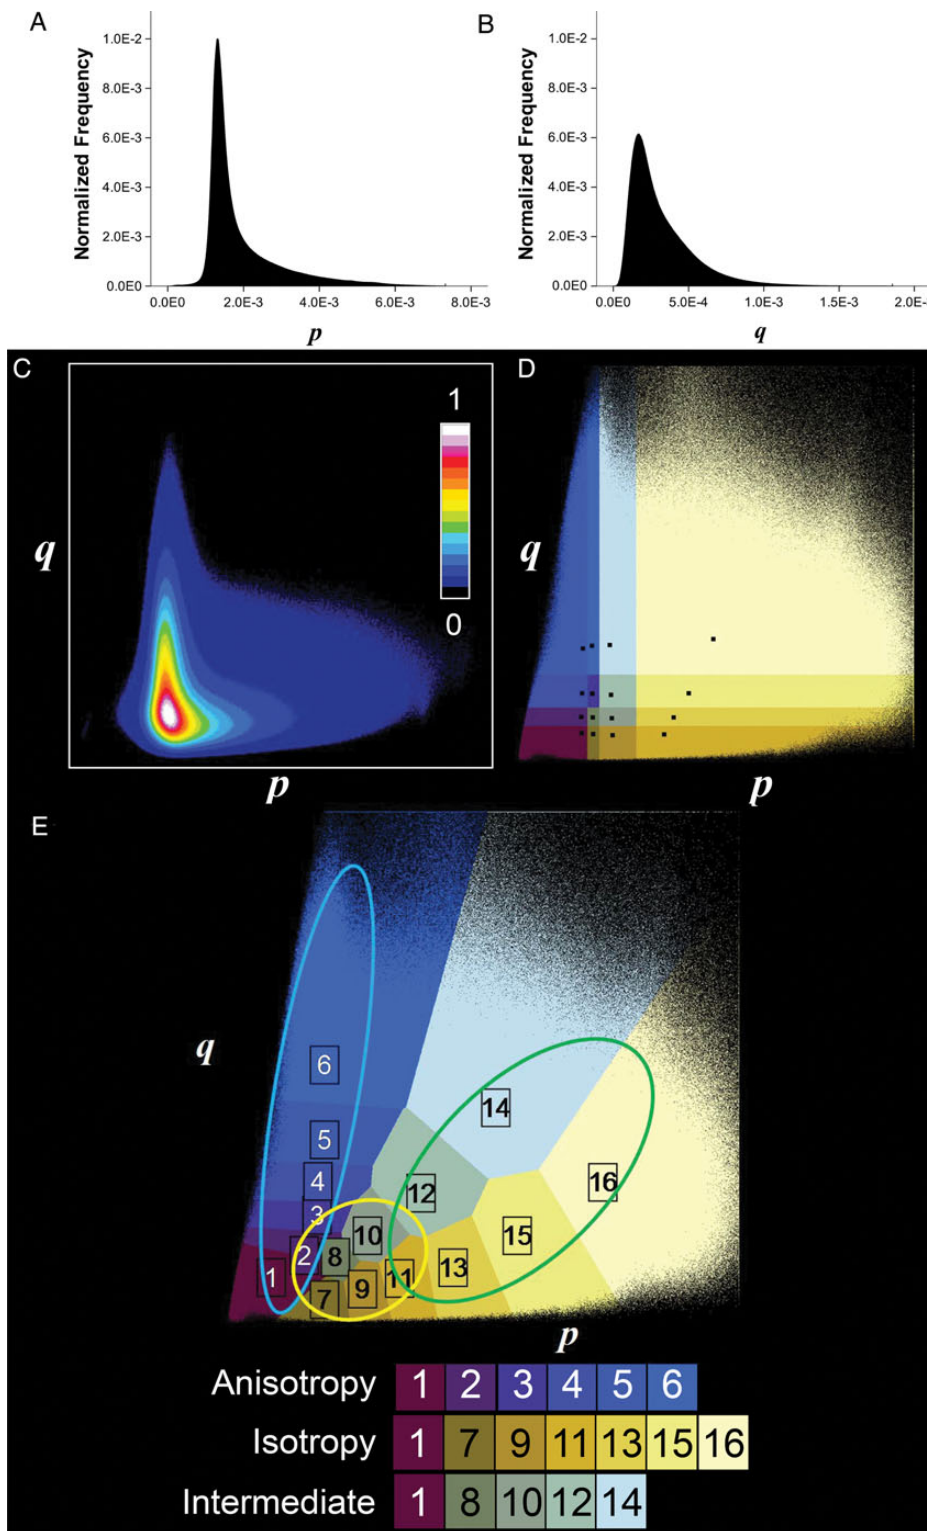 A
B
Normalized Frequency
1.0E-2
8.0E-3
6.0E-3
4.0E-3
2.0E-3
0.0E0
0.0E0 2.0E-3 4.0E-3 6.0E-3 8.0E-3
p
Normalized Frequency
1.0E-2
8.0E-3
6.0E-3
4.0E-3
2.0E-3
0.0E0
0.0E0 5.0E-4 1.0E-3 1.5E-3 2.0E-
q
C
1
0
q
p
D
q
p
E
q
6
5
4
3
2
1
14
12
16
10
15
8
11
13
9
7
p
Anisotropy 1 2 3 4 5 6
Isotropy 1 7 9 11 13 15 16
Intermediate 1 8 10 12 14